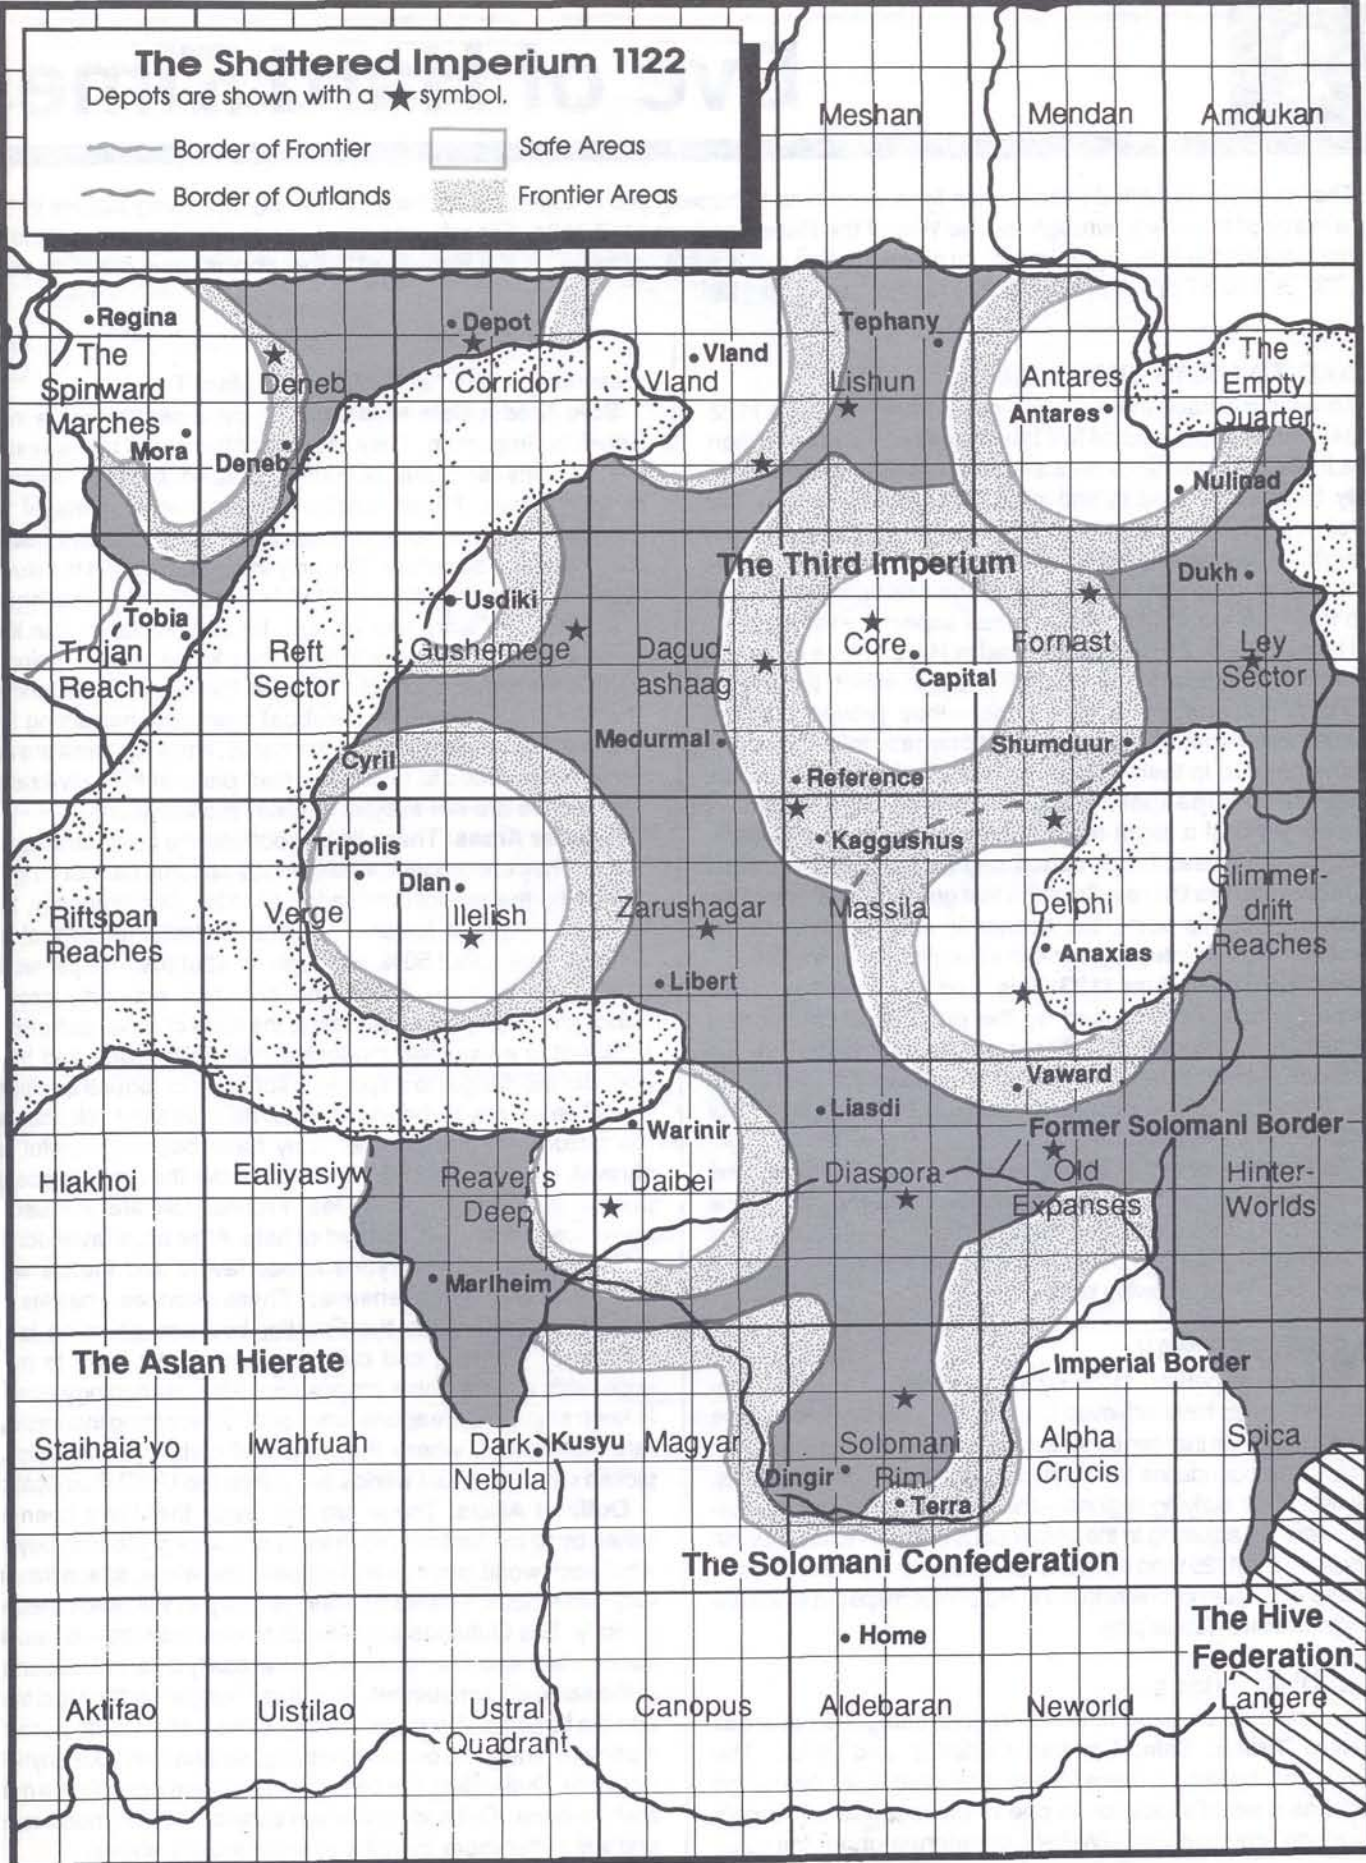 The Shattered Imperium 1122
Depots are shown with a ★ symbol.
Border of Frontier
Safe Areas
Border of Outlands
Frontier Areas
Meshan
Mendan
Amdukan
Regina
Depot
Tephany
The
Spinward
Marches
Deneb
Corridor
Vland
Vland
Lishun
Antares
Antares
The
Empty
Quarter
Mora
Deneb
Nulinad
The Third Imperium
Dukh
Usdiki
Tobia
Trojan
Reach
Reft
Sector
Gushemege
Dagud-
ashaag
Core
Capital
Fornast
Ley
Sector
Medurmal
Shumduur
Cyril
Reference
Kaggushus
Tripolis
Dlan
Riftspan
Reaches
Verge
Ilelish
Zarushagar
Massila
Delphi
Glimmer-
drift
Reaches
Anaxias
Libert
Vaward
Liasdi
Warinir
Former Solomani Border
Hlakhoi
Ealiyasiyw
Reaver's
Deep
Daibei
Diaspora
Old
Expanses
Hinter-
Worlds
Marlheim
The Aslan Hierate
Imperial Border
Staihaia'yo
Iwahfuah
Dark
Nebula
Kusyu
Magyar
Solomani
Rim
Alpha
Crucis
Spica
Dingir
Terra
The Solomani Confederation
The Hive
Federation
Home
Aktifao
Uistilao
Ustral
Quadrant
Canopus
Aldebaran
Neworld
Langere